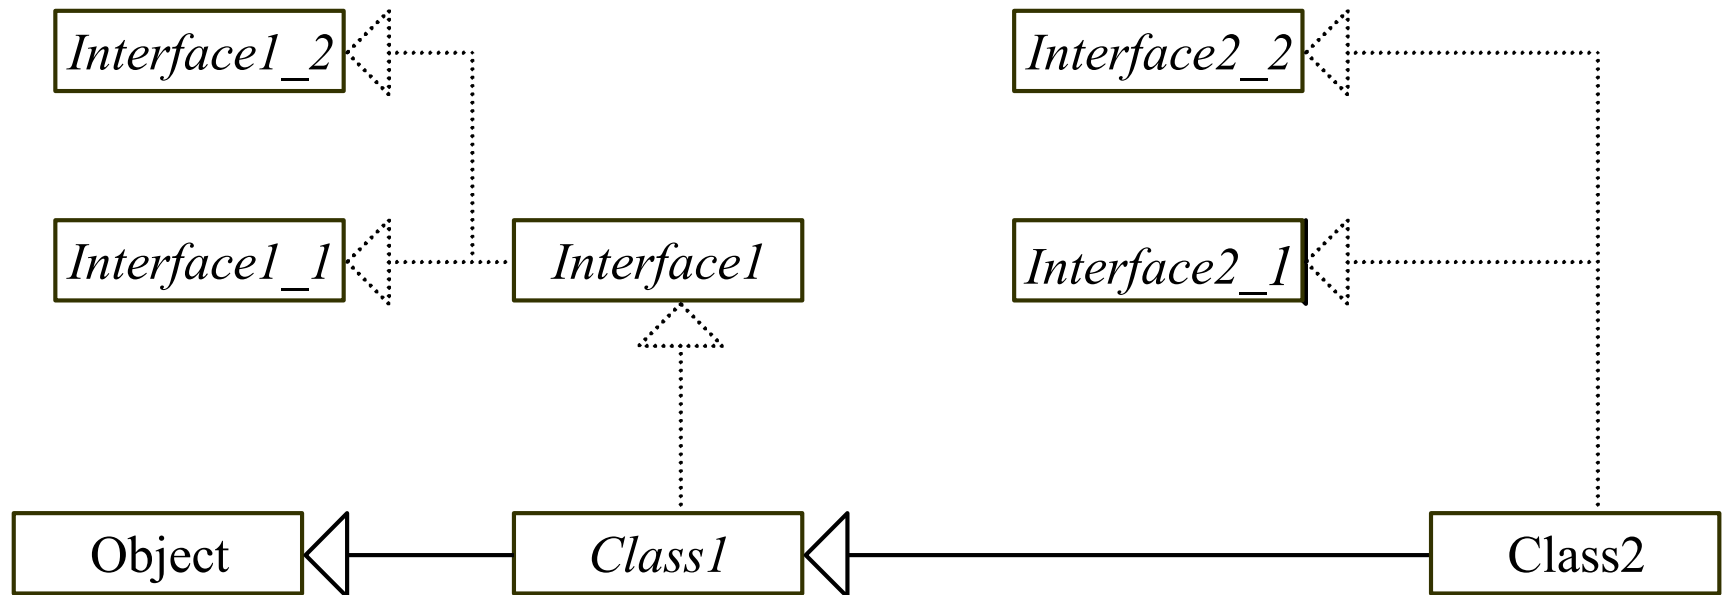 Interface1_2
Interface2_2
Interface1_1
Interface1
Interface2_1
Object
Class1
Class2